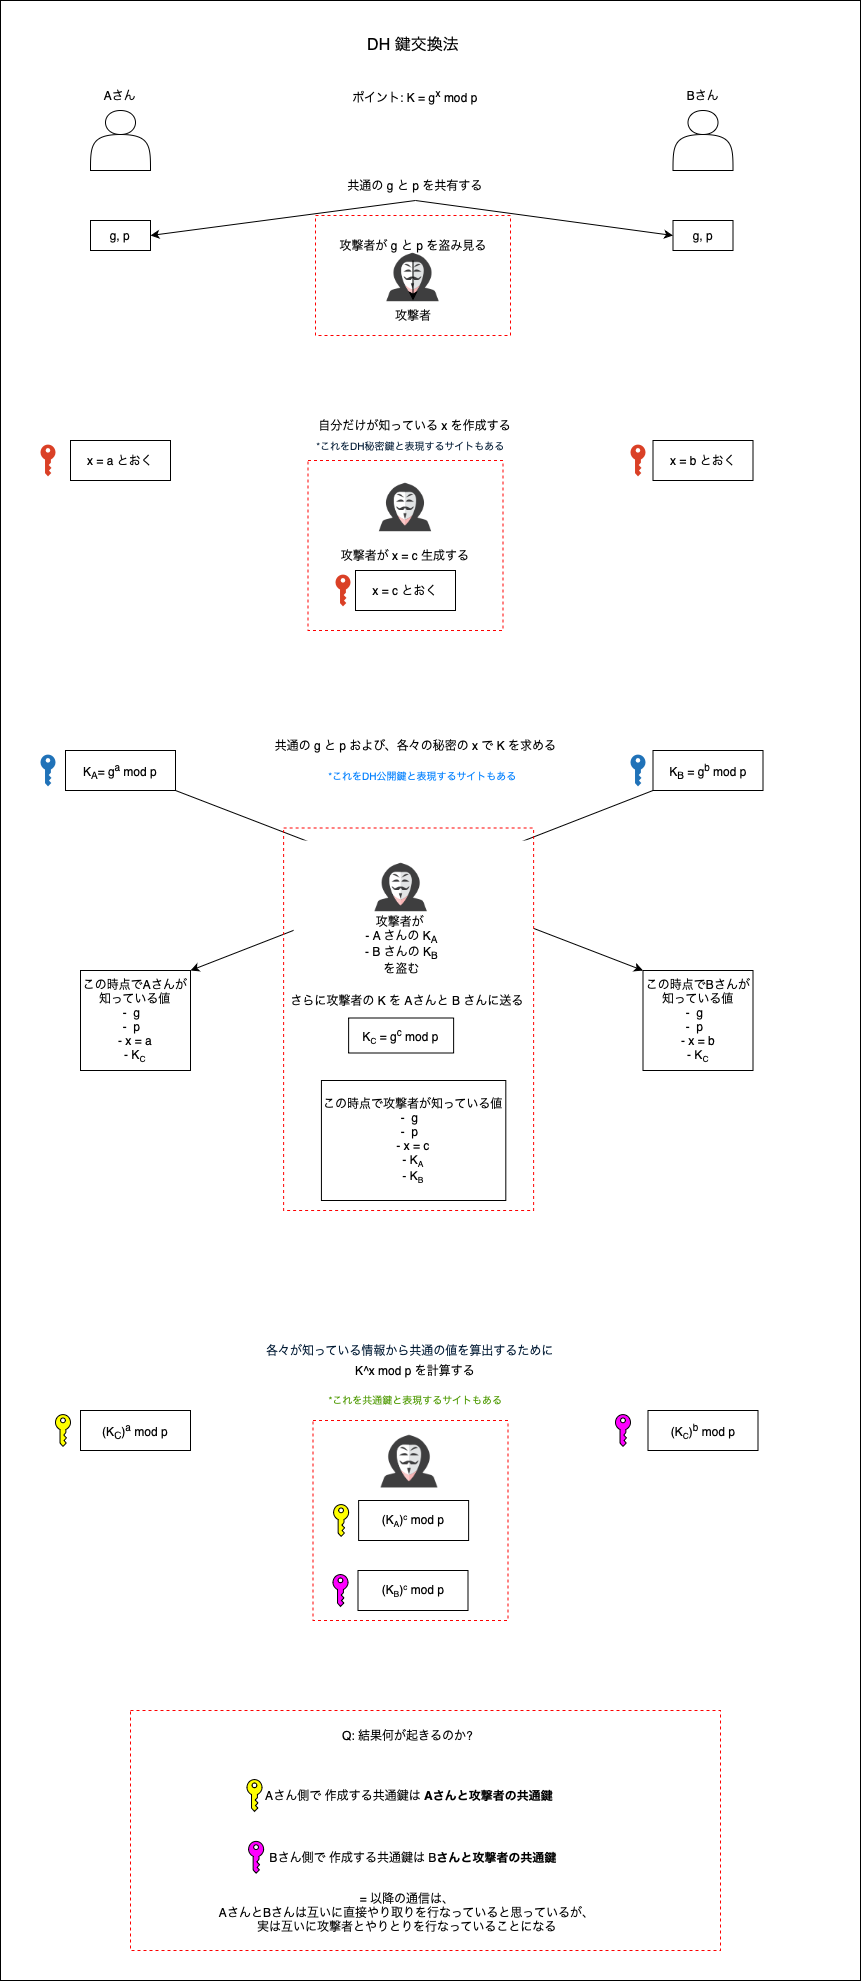 DH 鍵交換法
Aさん
ポイント: K = g^x mod p
Bさん
共通の g と p を共有する
g, p
g, p
攻撃者が g と p を盗み見る
攻撃者
自分だけが知っている x を作成する
*これをDH秘密鍵と表現するサイトもある
x = a とおく
x = b とおく
攻撃者が x = c 生成する
x = c とおく
共通の g と p および、各々の秘密の x で K を求める
*これをDH公開鍵と表現するサイトもある
K_A= g^a mod p
K_B = g^b mod p
攻撃者が
- A さんの K_A
- B さんの K_B
を盗む
さらに攻撃者の K を Aさんと B さんに送る
K_C = g^c mod p
この時点でAさんが
知っている値
- g
- p
- x = a
- K_C
この時点でBさんが
知っている値
- g
- p
- x = b
- K_C
この時点で攻撃者が知っている値
- g
- p
- x = c
- K_A
- K_B
各々が知っている情報から共通の値を算出するために
K^x mod p を計算する
*これを共通鍵と表現するサイトもある
(K_C)^a mod p
(K_C)^b mod p
(K_A)^c mod p
(K_B)^c mod p
Q: 結果何が起きるのか?
Aさん側で 作成する共通鍵は Aさんと攻撃者の共通鍵
Bさん側で 作成する共通鍵は Bさんと攻撃者の共通鍵
= 以降の通信は、
AさんとBさんは互いに直接やり取りを行なっていると思っているが、
実は互いに攻撃者とやりとりを行なっていることになる